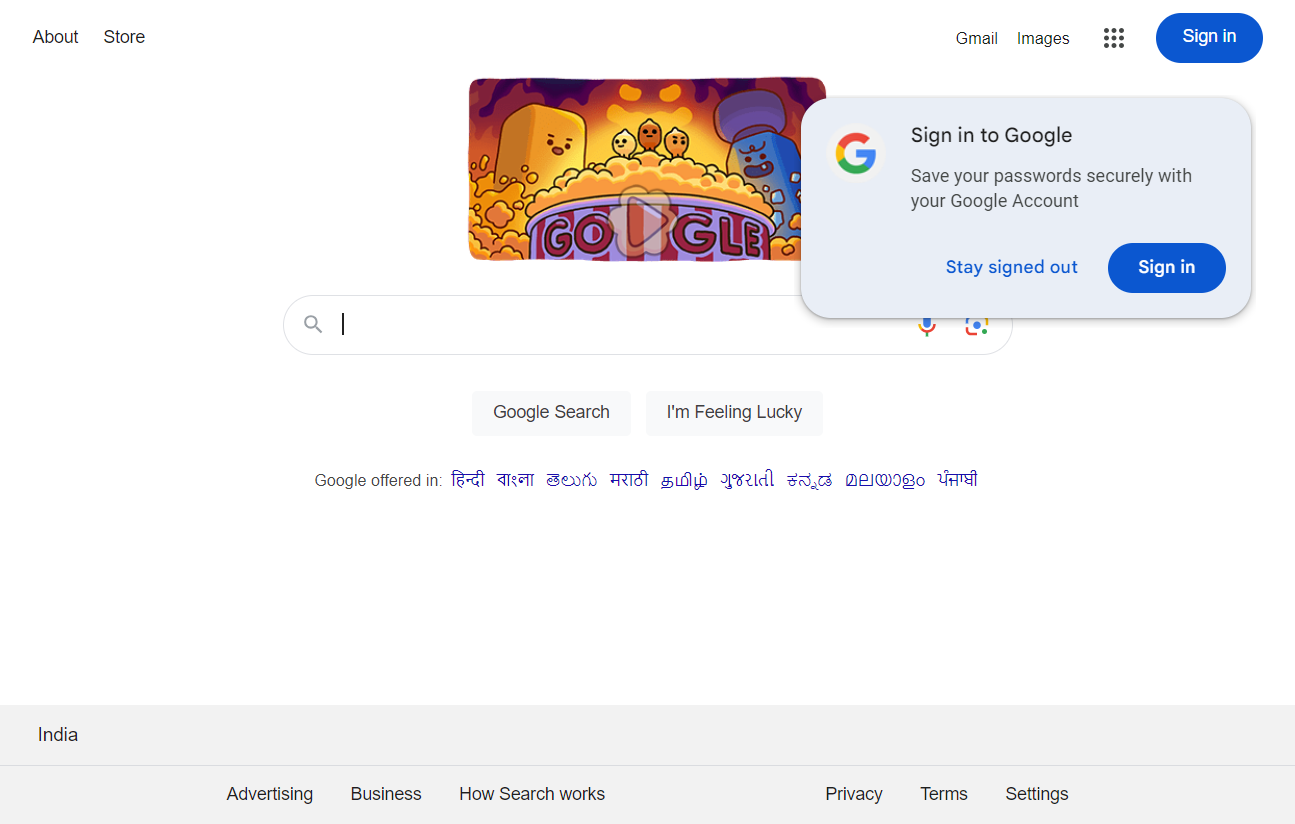 About Store
Gmail Images Sign in
GOOGLE
Sign in to Google
Save your passwords securely with
your Google Account
Stay signed out Sign in
Google Search I'm Feeling Lucky
Google offered in: हिन्दी বাংলা తెలుగు मराठी தமிழ் ગુજરાતી ಕನ್ನಡ മലയാളം ਪੰਜਾਬੀ
India
Advertising Business How Search works Privacy Terms Settings